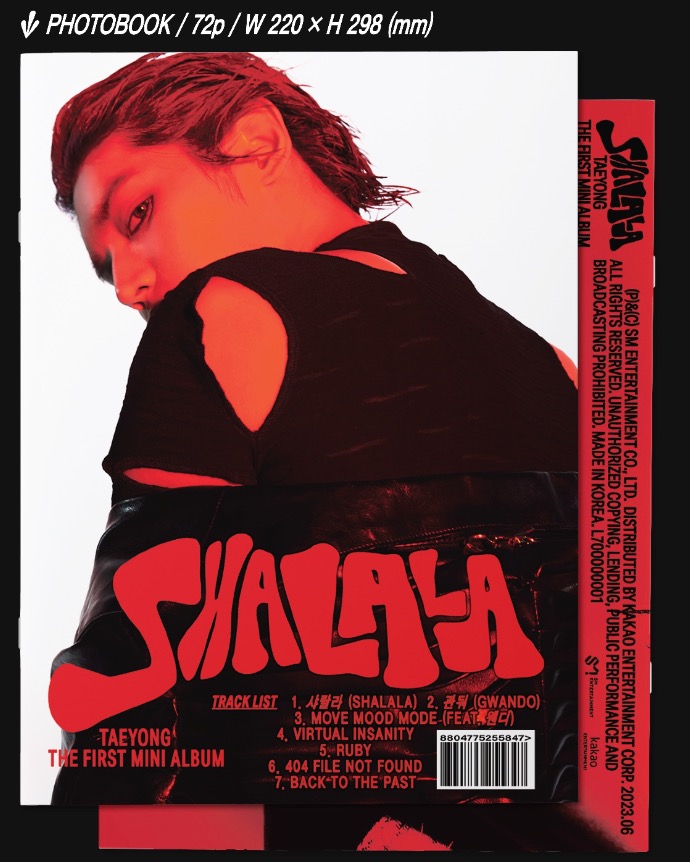 PHOTOBOOK / 72p / W 220 × H 298 (mm)
SHALALA
TRACK LIST 1. 샤랄라 (SHALALA) 2. 관둬 (GWANDO)
3. MOVE MOOD MODE (FEAT. 웬디)
4. VIRTUAL INSANITY
5. RUBY
6. 404 FILE NOT FOUND
7. BACK TO THE PAST
TAEYONG
THE FIRST MINI ALBUM
8804775255847>
SHALALA
TAEYONG
THE FIRST MINI ALBUM
(P)&(C) SM ENTERTAINMENT CO., LTD. DISTRIBUTED BY KAKAO ENTERTAINMENT CORP. 2023.06
ALL RIGHTS RESERVED. UNAUTHORIZED COPYING, LENDING, PUBLIC PERFORMANCE AND
BROADCASTING PROHIBITED. MADE IN KOREA. L700000001
SM
ENTERTAINMENT
kakao
ENTERTAINMENT